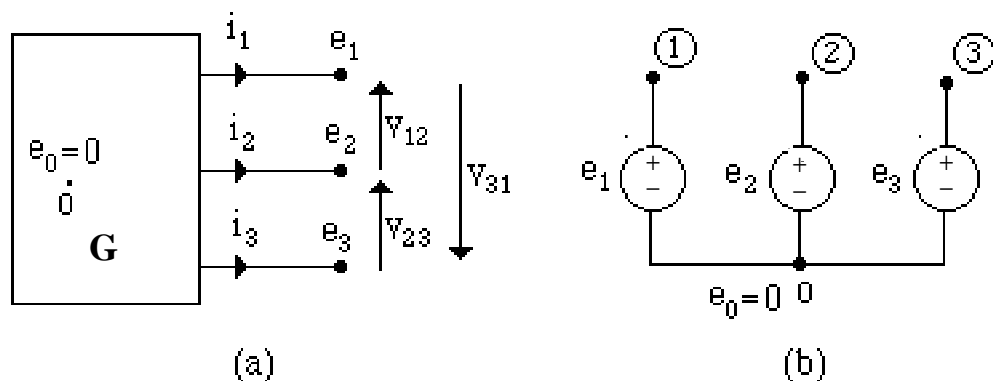 i₁ e₁
v₁₂
i₂ e₂
v₃₁
e₀=0
0
v₂₃
i₃ e₃
G
(a)
① ② ③
+ + +
e₁ e₂ e₃
− − −
e₀=0 0
(b)